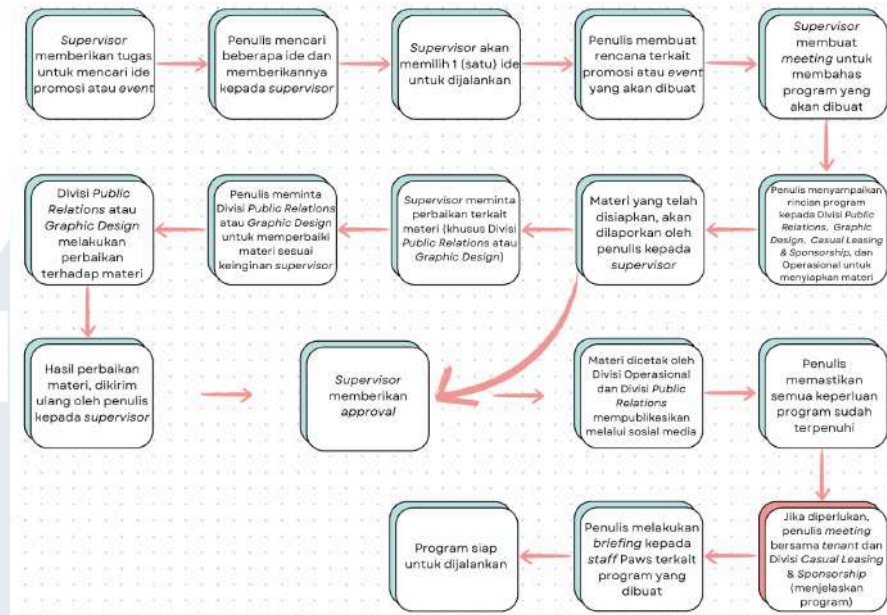 Supervisor
memberikan tugas
untuk mencari ide
promosi atau event
Penulis mencari
beberapa ide dan
memberikannya
kepada supervisor
Supervisor akan
memilih 1 (satu) ide
untuk dijalankan
Penulis membuat
rencana terkait
promosi atau event
yang akan dibuat
Supervisor
membuat
meeting untuk
membahas
program yang
akan dibuat
Penulis menyampaikan
rincian program
kepada Divisi Public
Relations, Graphic
Design, Casual Leasing
& Sponsorship, dan
Operasional untuk
menyiapkan materi
Materi yang telah
disiapkan, akan
dilaporkan oleh
penulis kepada
supervisor
Supervisor meminta
perbaikan terkait
materi (khusus Divisi
Public Relations atau
Graphic Design)
Penulis meminta
Divisi Public Relations
atau Graphic Design
untuk memperbaiki
materi sesuai
keinginan supervisor
Divisi Public
Relations atau
Graphic Design
melakukan
perbaikan
terhadap materi
Hasil perbaikan
materi, dikirim
ulang oleh penulis
kepada supervisor
Supervisor
memberikan
approval
Materi dicetak oleh
Divisi Operasional
dan Divisi Public
Relations
mempublikasikan
melalui sosial media
Penulis
memastikan
semua keperluan
program sudah
terpenuhi
Jika diperlukan,
penulis meeting
bersama tenant dan
Divisi Casual Leasing
& Sponsorship
(menjelaskan
program)
Penulis melakukan
briefing kepada
staff Paws terkait
program yang
dibuat
Program siap
untuk dijalankan